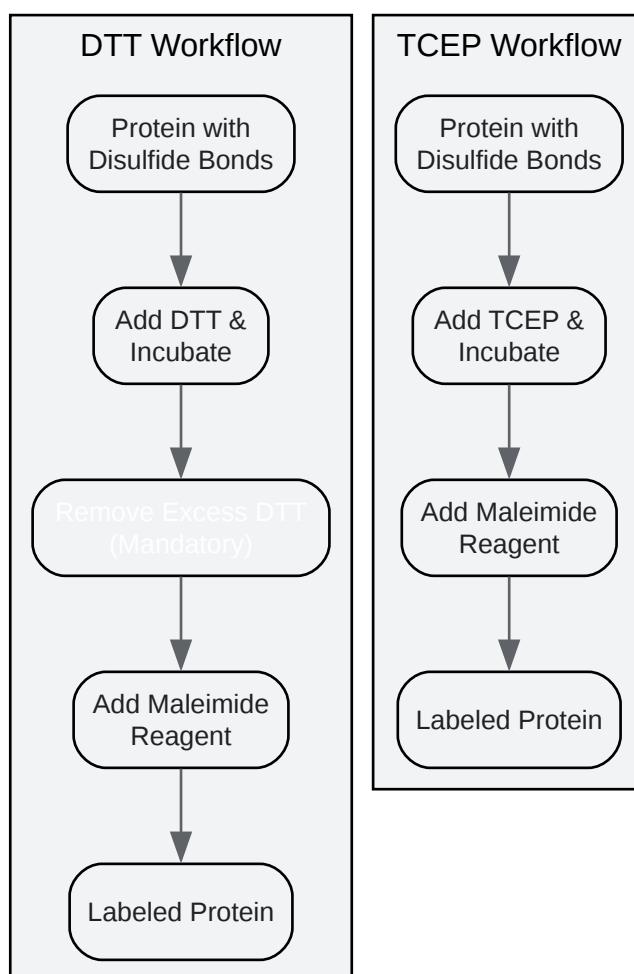 DTT Workflow
Protein with
Disulfide Bonds
Add DTT &
Incubate
Remove Excess DTT
(Mandatory)
Add Maleimide
Reagent
Labeled Protein
TCEP Workflow
Protein with
Disulfide Bonds
Add TCEP &
Incubate
Add Maleimide
Reagent
Labeled Protein